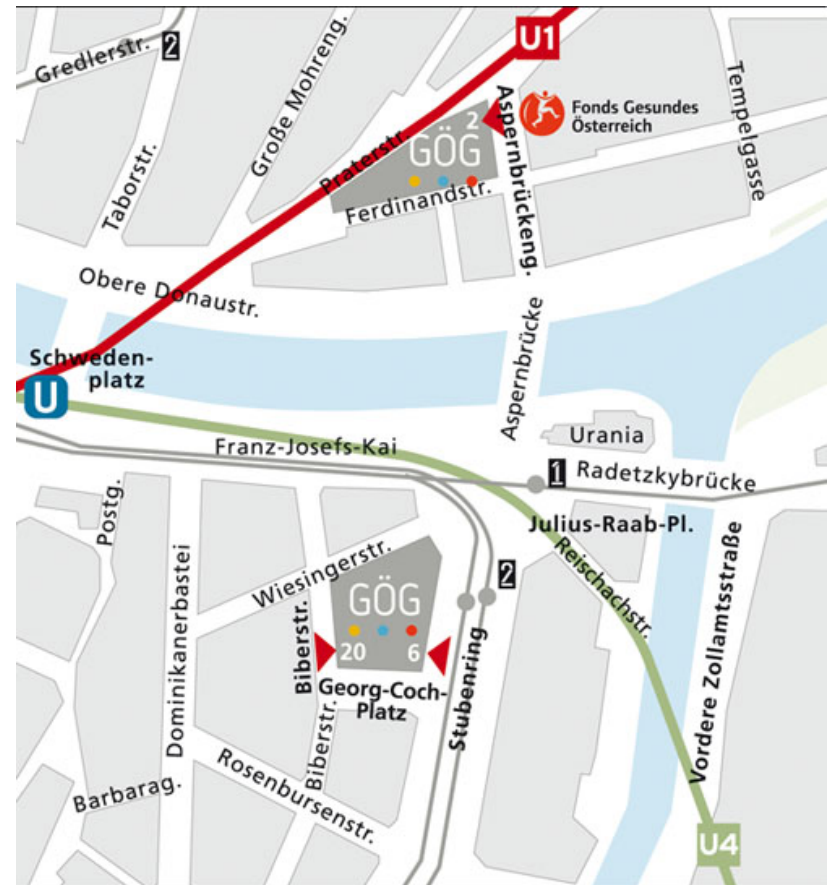 U1
Gredlerstr.
2
Große Mohreng.
Taborstr.
Praterstr.
2
GÖG
Aspernbrückeng.
Fonds Gesundes
Österreich
Tempelgasse
Ferdinandstr.
Obere Donaustr.
Schweden-
platz
U
Aspernbrücke
Urania
Franz-Josefs-Kai
1
Radetzkybrücke
Postg.
Julius-Raab-Pl.
Reischachstr.
Wiesingerstr.
2
GÖG
20
6
Biberstr.
Dominikanerbastei
Georg-Coch-
Platz
Stubenring
Vordere Zollamtsstraße
Biberstr.
Rosenbursenstr.
Barbarag.
U4